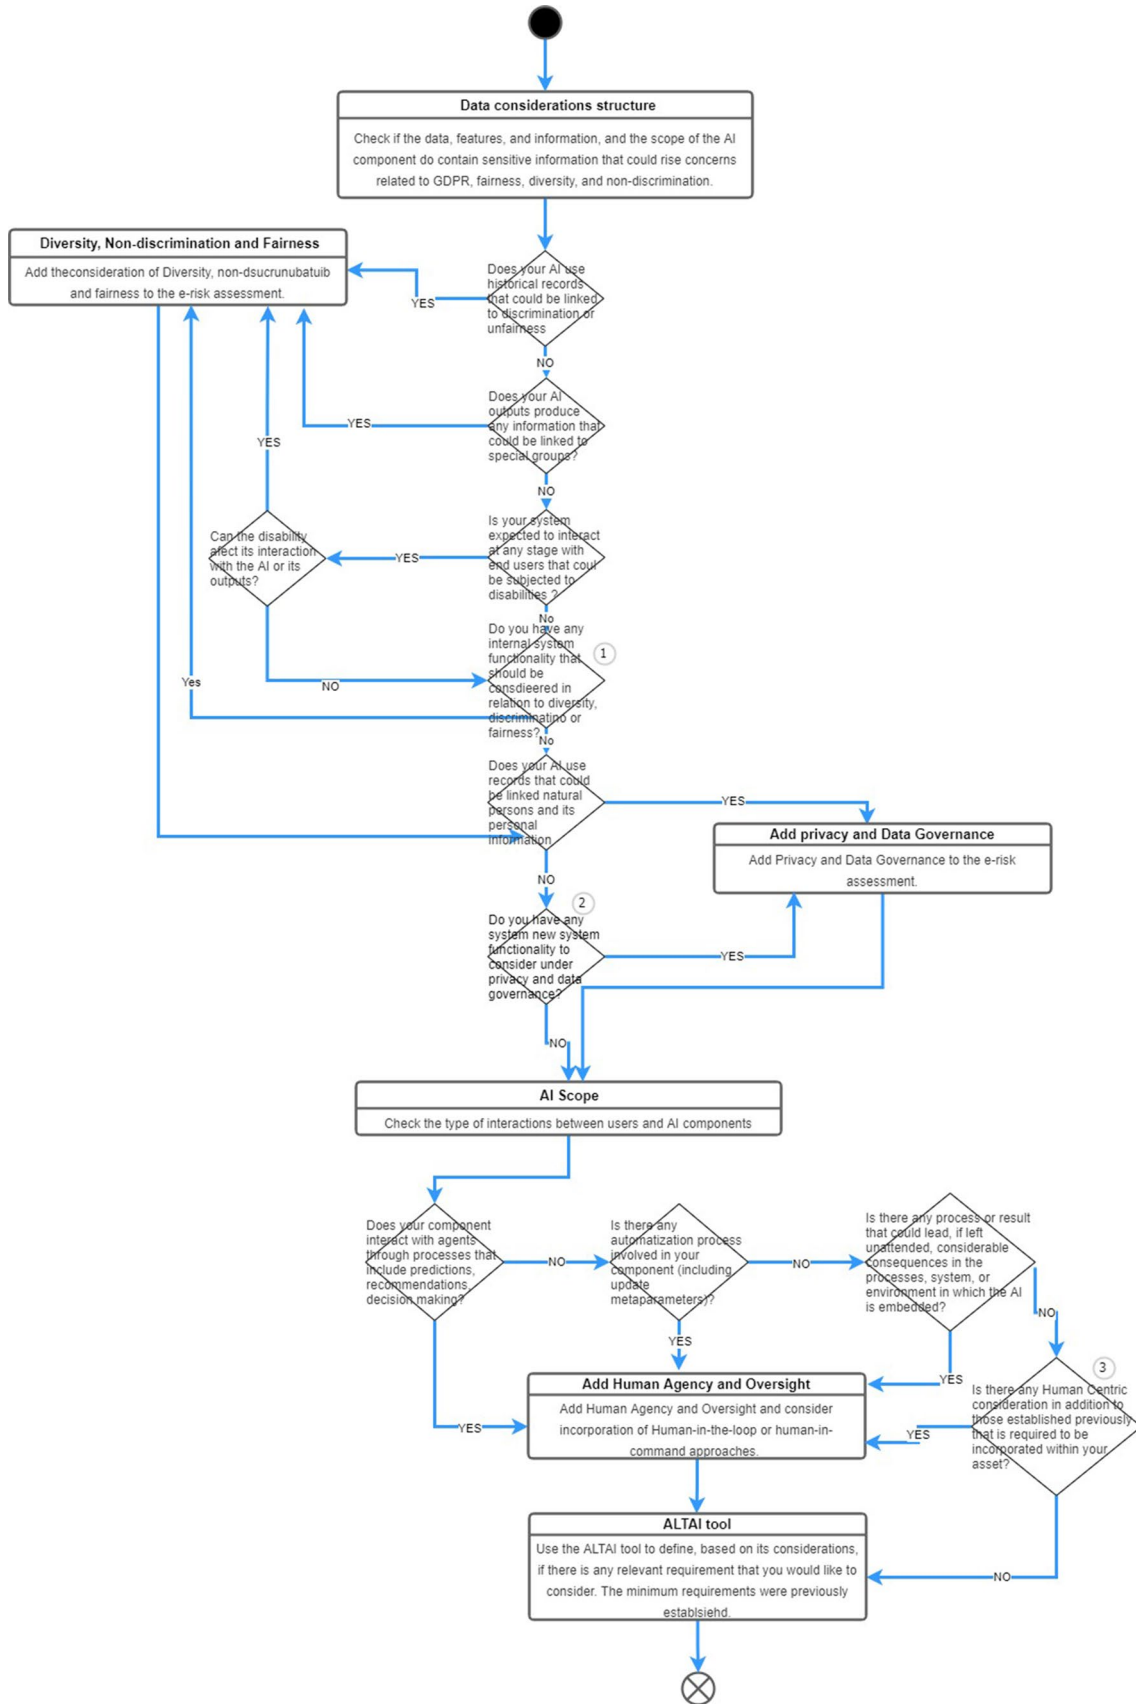 Data considerations structure
Check if the data, features, and information, and the scope of the AI
component do contain sensitive information that could rise concerns
related to GDPR, fairness, diversity, and non-discrimination.
Diversity, Non-discrimination and Fairness
Add theconsideration of Diversity, non-dsucrunubatuib
and fairness to the e-risk assessment.
Does your AI use
historical records
that could be linked
to discrimination or
unfairness
YES
NO
Does your AI
outputs produce
any information that
could be linked to
special groups?
YES
NO
YES
Is your system
expected to interact
at any stage with
end users that coul
be subjected to
disabilities ?
YES
Can the disability
afect its interaction
with the AI or its
outputs?
No
Do you have any
internal system
functionality that
should be
consdieered in
relation to diversity,
discriminatino or
fairness?
1
Yes
NO
No
Does your AI use
records that could
be linked natural
persons and its
personal
information
YES
Add privacy and Data Governance
Add Privacy and Data Governance to the e-risk
assessment.
NO
2
Do you have any
system new system
functionality to
consider under
privacy and data
governance?
YES
NO
AI Scope
Check the type of interactions between users and AI components
Does your component
interact with agents
through processes that
include predictions,
recommendations,
decision making?
NO
Is there any
automatization process
involved in your
component (including
update
metaparameters)?
NO
Is there any process or result
that could lead, if left
unattended, considerable
consequences in the
processes, system, or
environment in which the AI
is embedded?
NO
YES
YES
3
Is there any Human Centric
consideration in addition to
those established previously
that is required to be
incorporated within your
asset?
YES
YES
Add Human Agency and Oversight
Add Human Agency and Oversight and consider
incorporation of Human-in-the-loop or human-in-
command approaches.
ALTAI tool
Use the ALTAI tool to define, based on its considerations,
if there is any relevant requirement that you would like to
consider. The minimum requirements were previously
establsiehd.
NO